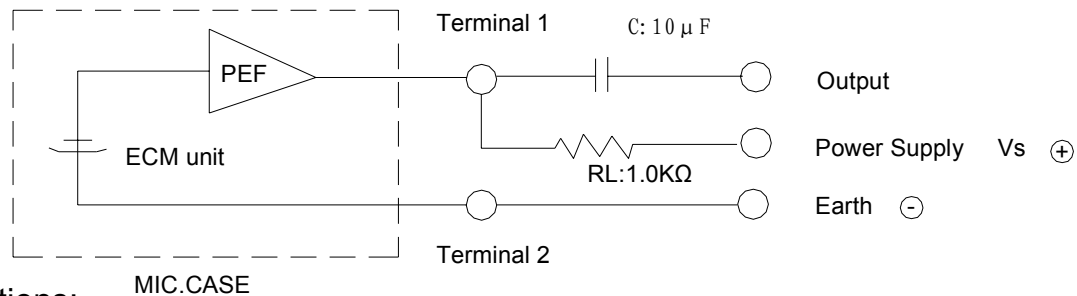 Terminal 1
C: 10 μ F
PEF
Output
ECM unit
Power Supply Vs +
RL:1.0KΩ
Earth -
Terminal 2
MIC.CASE